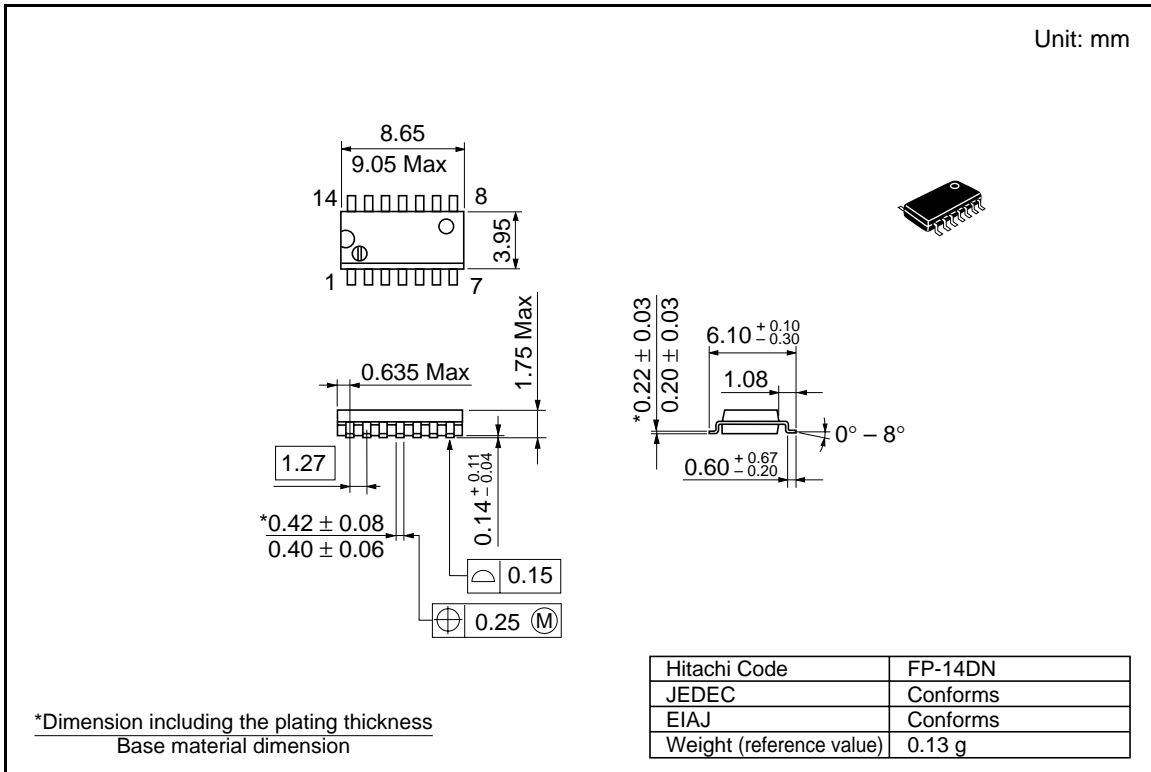 Unit: mm
8.65
9.05 Max
14
8
3.95
1
7
1.75 Max
0.635 Max
1.27
*0.42 ± 0.08
0.40 ± 0.06
0.14 + 0.11 – 0.04
0.15
0.25 M
*0.22 ± 0.03
0.20 ± 0.03
6.10 + 0.10 – 0.30
1.08
0° – 8°
0.60 + 0.67 – 0.20
*Dimension including the plating thickness
Base material dimension
Hitachi Code FP-14DN
JEDEC Conforms
EIAJ Conforms
Weight (reference value) 0.13 g